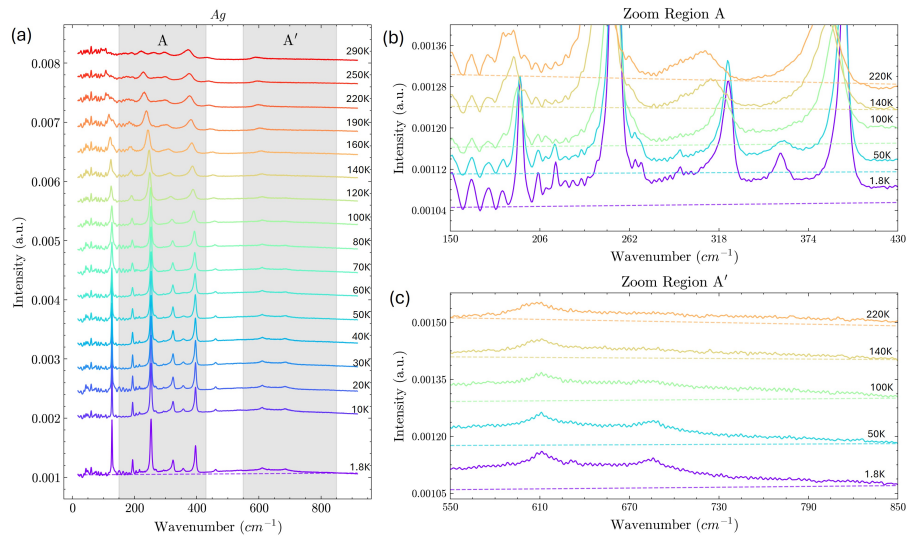 Ag
(a)
A
A′
290K
250K
220K
190K
160K
140K
120K
100K
80K
70K
60K
50K
40K
30K
20K
10K
1.8K
0.008
0.007
0.006
0.005
0.004
0.003
0.002
0.001
Intensity (a.u.)
0
200
400
600
800
Wavenumber (cm⁻¹)
Zoom Region A
(b)
0.00136
0.00128
0.00120
0.00112
0.00104
Intensity (a.u.)
220K
140K
100K
50K
1.8K
150
206
262
318
374
430
Wavenumber (cm⁻¹)
Zoom Region A′
(c)
0.00150
0.00135
0.00120
0.00105
Intensity (a.u.)
220K
140K
100K
50K
1.8K
550
610
670
730
790
850
Wavenumber (cm⁻¹)